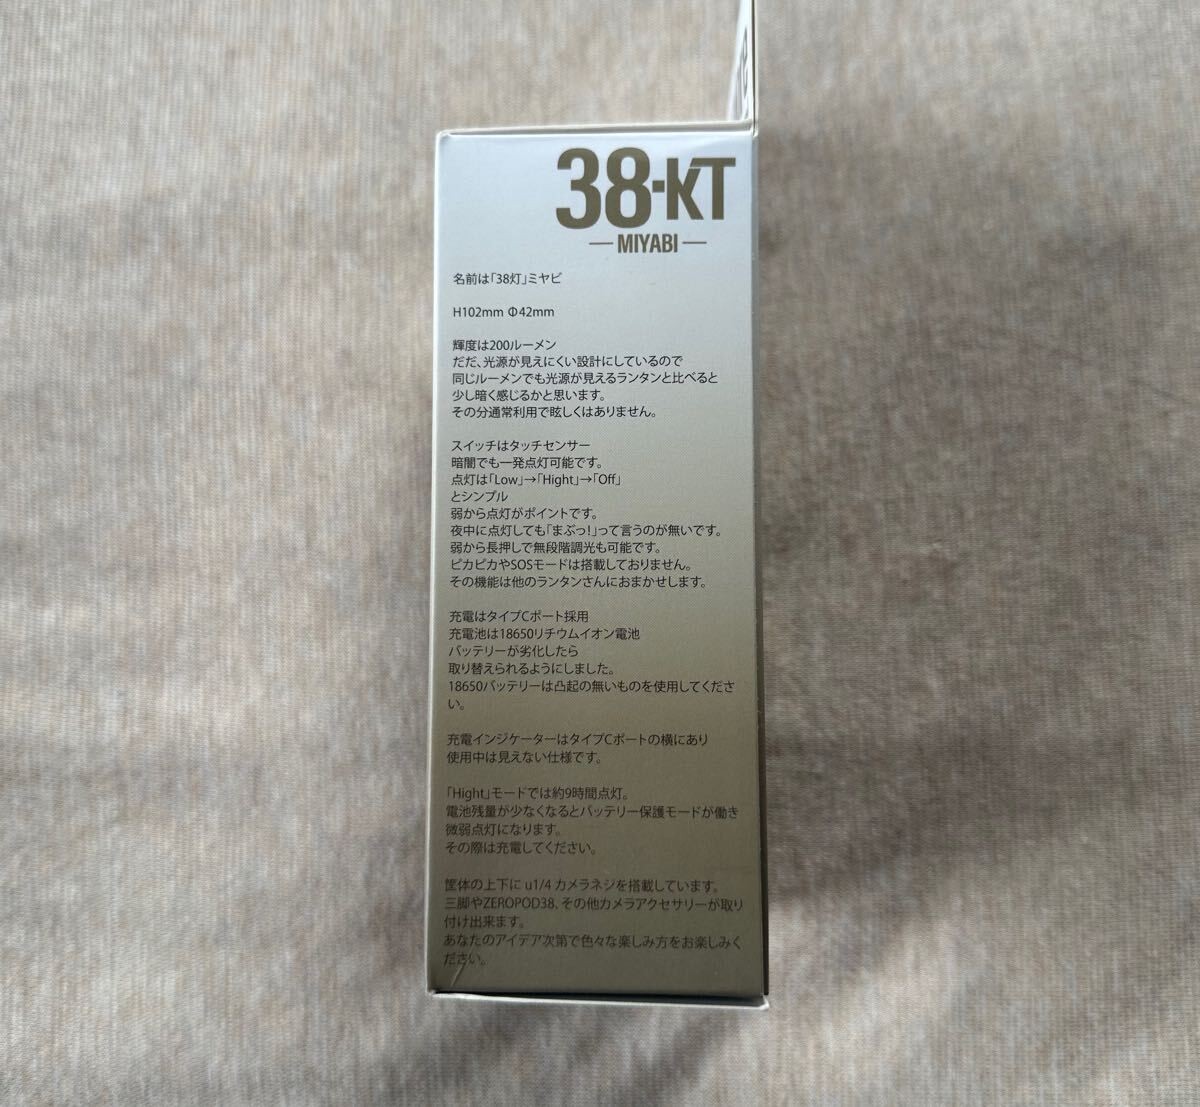 38-KT
MIYABI
名前は「38灯」ミヤビ
H102mm Φ42mm
輝度は200ルーメン
だだ、光源が見えにくい設計にしているので
同じルーメンでも光源が見えるランタンと比べると
少し暗く感じるかと思います。
その分通常利用で眩しくはありません。
スイッチはタッチセンサー
暗闇でも一発点灯可能です。
点灯は「Low」→「Hight」→「Off」
とシンプル
弱から点灯がポイントです。
夜中に点灯しても「まぶっ!」って言うのが無いです。
弱から長押しで無段階調光も可能です。
ピカピカやSOSモードは搭載しておりません。
その機能は他のランタンさんにおまかせします。
充電はタイプCポート採用
充電池は18650リチウムイオン電池
バッテリーが劣化したら
取り替えられるようにしました。
18650バッテリーは凸起の無いものを使用してくださ
い。
充電インジケーターはタイプCポートの横にあり
使用中は見えない仕様です。
「Hight」モードでは約9時間点灯。
電池残量が少なくなるとバッテリー保護モードが働き
微弱点灯になります。
その際は充電してください。
筐体の上下に u1/4 カメラネジを搭載しています。
三脚やZEROPOD38、その他カメラアクセサリーが取り
付け出来ます。
あなたのアイデア次第で色々な楽しみ方をお楽しみく
ださい。